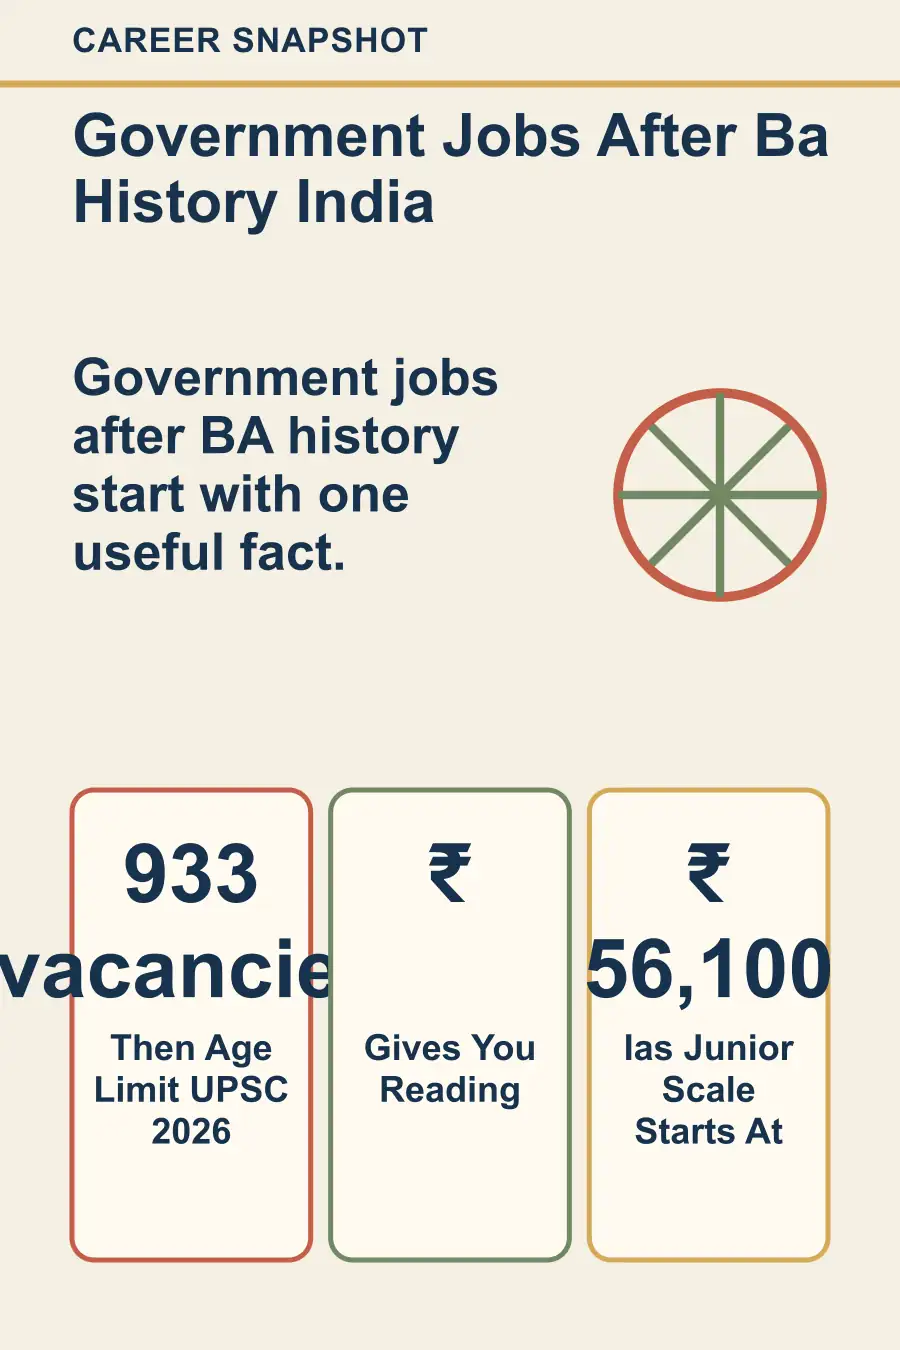 CAREER SNAPSHOT
Government Jobs After Ba
History India
Government jobs
after BA history
start with one
useful fact.
933
vacancie
Then Age
Limit UPSC
2026
₹
Gives You
Reading
₹
56,100
Ias Junior
Scale
Starts At